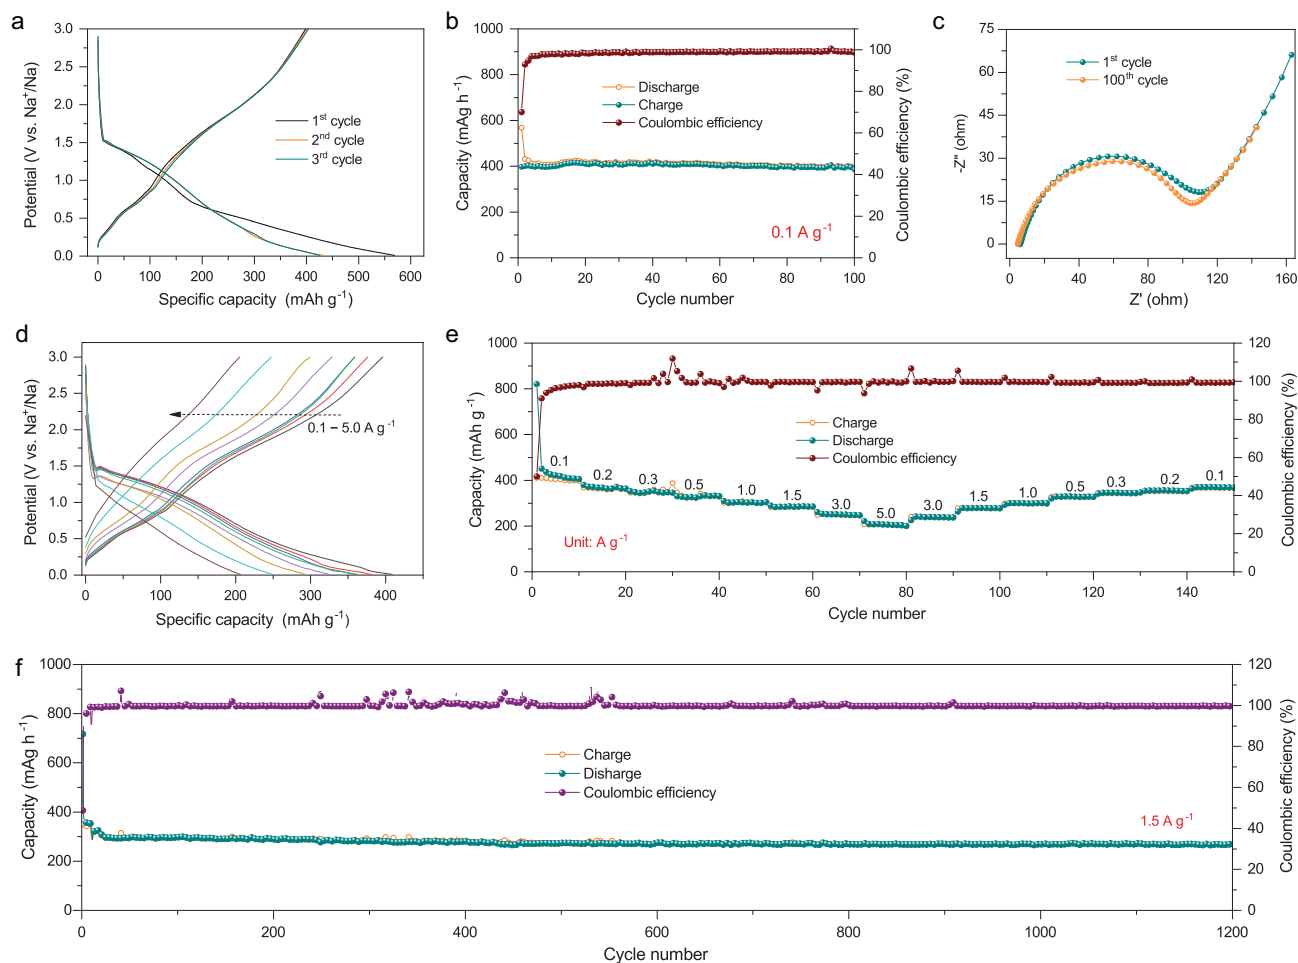 a
3.0
2.5
2.0
1.5
1.0
0.5
0.0
Potential (V vs. Na⁺/Na)
1st cycle
2nd cycle
3rd cycle
0 100 200 300 400 500 600
Specific capacity (mAh g⁻¹)
b
1000
800
600
400
200
0
Capacity (mAg h⁻¹)
Discharge
Charge
Coulombic efficiency
0.1 A g⁻¹
100
80
60
40
20
0
Coulombic efficiency (%)
0 20 40 60 80 100
Cycle number
c
75
60
45
30
15
0
-Z" (ohm)
1st cycle
100th cycle
0 40 80 120 160
Z' (ohm)
d
3.0
2.5
2.0
1.5
1.0
0.5
0.0
Potential (V vs. Na⁺/Na)
0.1 – 5.0 A g⁻¹
0 100 200 300 400
Specific capacity (mAh g⁻¹)
e
1000
800
600
400
200
0
Capacity (mAh g⁻¹)
Charge
Discharge
Coulombic efficiency
0.1 0.2 0.3 0.5 1.0 1.5 3.0 5.0 3.0 1.5 1.0 0.5 0.3 0.2 0.1
Unit: A g⁻¹
120
100
80
60
40
20
0
Coulombic efficiency (%)
0 20 40 60 80 100 120 140
Cycle number
f
1000
800
600
400
200
0
Capacity (mAg h⁻¹)
Charge
Disharge
Coulombic efficiency
1.5 A g⁻¹
120
100
80
60
40
20
0
Coulombic efficiency (%)
0 200 400 600 800 1000 1200
Cycle number